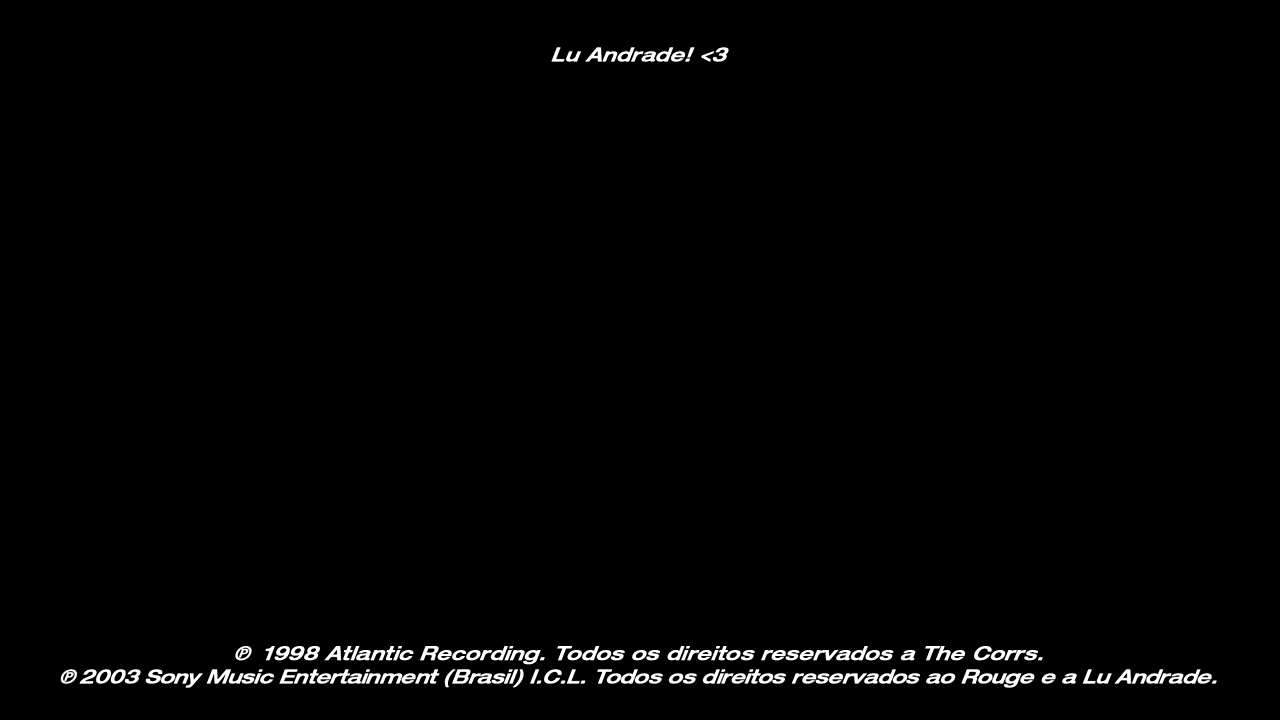 Lu Andrade! <3
℗ 1998 Atlantic Recording. Todos os direitos reservados a The Corrs.
℗ 2003 Sony Music Entertainment (Brasil) I.C.L. Todos os direitos reservados ao Rouge e a Lu Andrade.